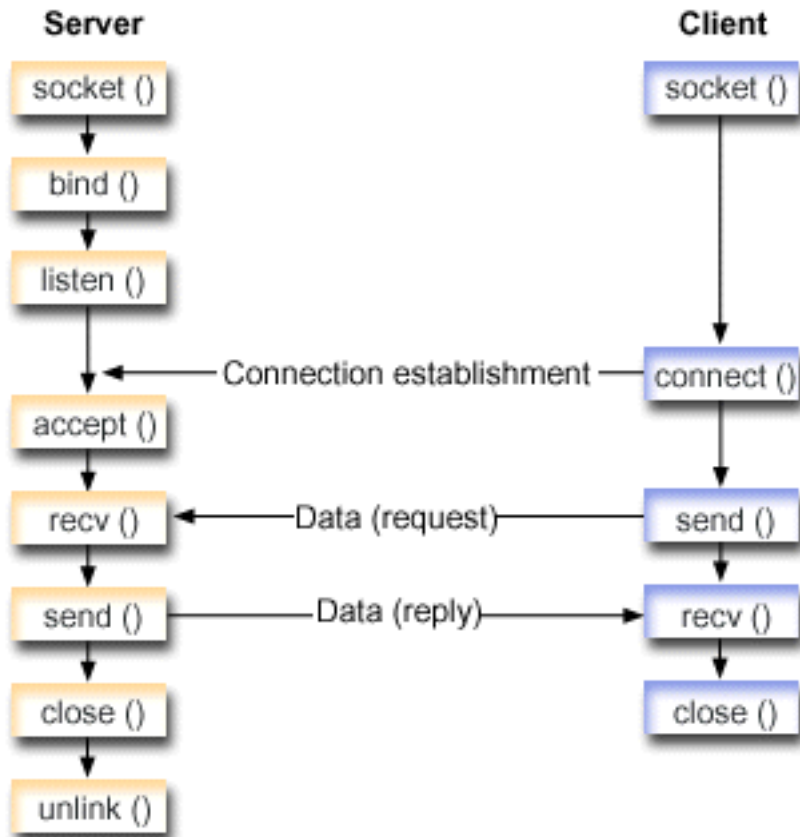 Server
Client
socket ()
socket ()
bind ()
listen ()
Connection establishment
connect ()
accept ()
recv ()
Data (request)
send ()
send ()
Data (reply)
recv ()
close ()
close ()
unlink ()